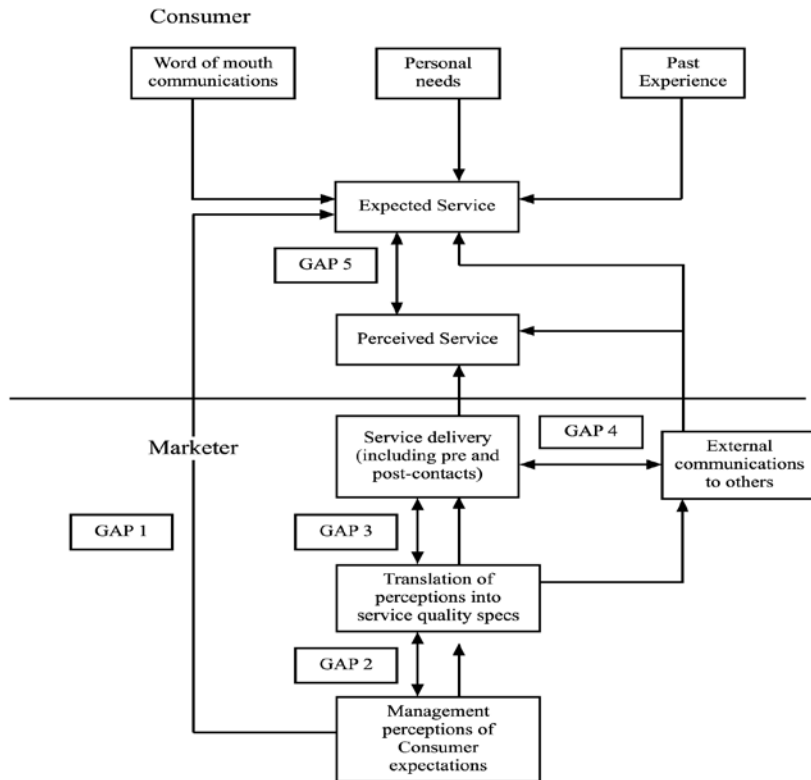 Consumer
Word of mouth
communications
Personal
needs
Past
Experience
Expected Service
GAP 5
Perceived Service
Marketer
Service delivery
(including pre and
post-contacts)
GAP 4
External
communications
to others
GAP 1
GAP 3
Translation of
perceptions into
service quality specs
GAP 2
Management
perceptions of
Consumer
expectations